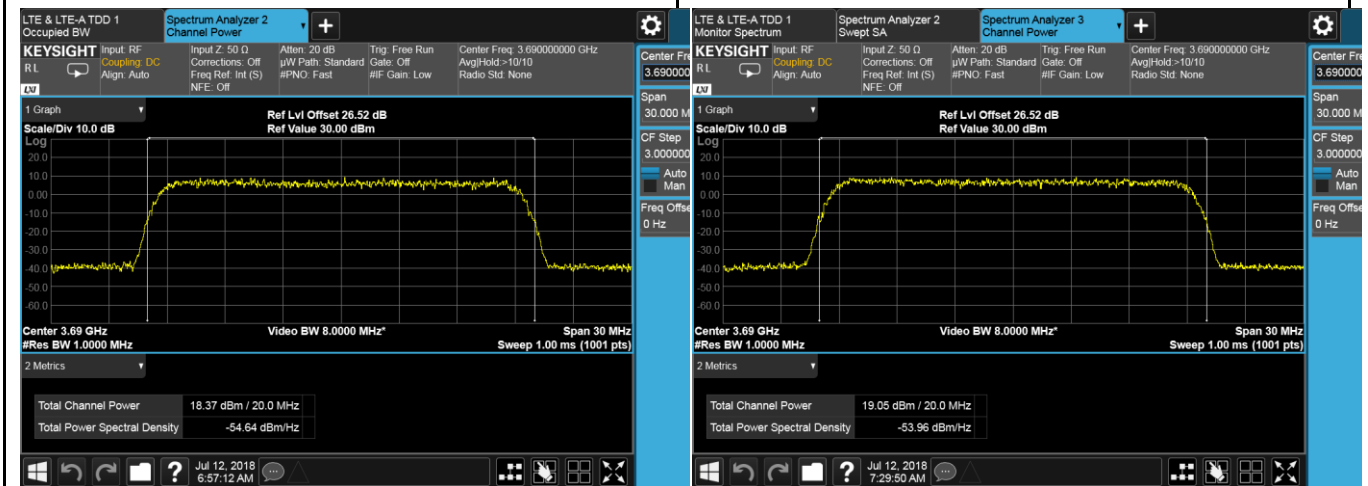 LTE & LTE-A TDD 1
Occupied BW
Spectrum Analyzer 2
Channel Power
KEYSIGHT
R L
LXI
Input: RF
Coupling: DC
Align: Auto
Input Z: 50 Ω
Corrections: Off
Freq Ref: Int (S)
NFE: Off
Atten: 20 dB
µW Path: Standard
#PNO: Fast
Trig: Free Run
Gate: Off
#IF Gain: Low
Center Freq: 3.690000000 GHz
Avg|Hold:>10/10
Radio Std: None
Center Fre
3.690000
Span
30.000 M
CF Step
3.000000
Auto
Man
Freq Offse
0 Hz
1 Graph
Scale/Div 10.0 dB
Ref Lvl Offset 26.52 dB
Ref Value 30.00 dBm
Log
20.0
10.0
0.00
-10.0
-20.0
-30.0
-40.0
-50.0
-60.0
Center 3.69 GHz
#Res BW 1.0000 MHz
Video BW 8.0000 MHz*
Span 30 MHz
Sweep 1.00 ms (1001 pts)
2 Metrics
Total Channel Power 18.37 dBm / 20.0 MHz
Total Power Spectral Density -54.64 dBm/Hz
?
Jul 12, 2018
6:57:12 AM
LTE & LTE-A TDD 1
Monitor Spectrum
Spectrum Analyzer 2
Swept SA
Spectrum Analyzer 3
Channel Power
KEYSIGHT
R L
LXI
Input: RF
Coupling: DC
Align: Auto
Input Z: 50 Ω
Corrections: Off
Freq Ref: Int (S)
NFE: Off
Atten: 20 dB
µW Path: Standard
#PNO: Fast
Trig: Free Run
Gate: Off
#IF Gain: Low
Center Freq: 3.690000000 GHz
Avg|Hold:>10/10
Radio Std: None
Center Fre
3.690000
Span
30.000 M
CF Step
3.000000
Auto
Man
Freq Offse
0 Hz
1 Graph
Scale/Div 10.0 dB
Ref Lvl Offset 26.52 dB
Ref Value 30.00 dBm
Log
20.0
10.0
0.00
-10.0
-20.0
-30.0
-40.0
-50.0
-60.0
Center 3.69 GHz
#Res BW 1.0000 MHz
Video BW 8.0000 MHz*
Span 30 MHz
Sweep 1.00 ms (1001 pts)
2 Metrics
Total Channel Power 19.05 dBm / 20.0 MHz
Total Power Spectral Density -53.96 dBm/Hz
?
Jul 12, 2018
7:29:50 AM